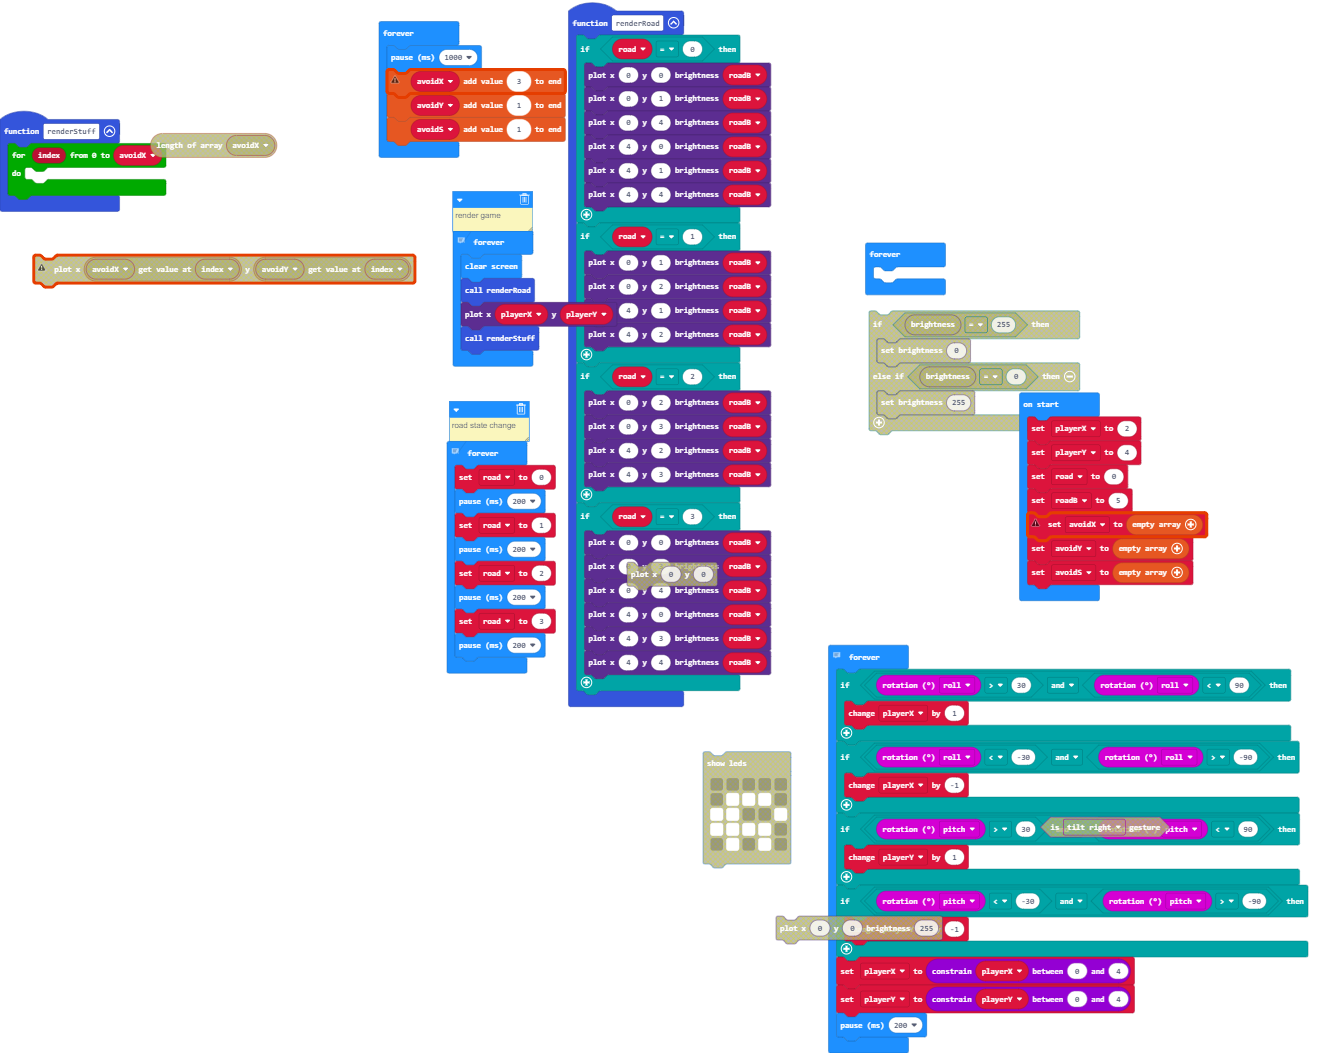 function renderStuff
for index from 0 to avoidX
do
length of array avoidX
plot x avoidX get value at index y avoidY get value at index
forever
pause (ms) 1000
avoidX add value 3 to end
avoidY add value 1 to end
avoidS add value 1 to end
render game
forever
clear screen
call renderRoad
plot x playerX y playerY
call renderStuff
road state change
forever
set road to 0
pause (ms) 200
set road to 1
pause (ms) 200
set road to 2
pause (ms) 200
set road to 3
pause (ms) 200
function renderRoad
if road = 0 then
plot x 0 y 0 brightness roadB
plot x 0 y 1 brightness roadB
plot x 0 y 4 brightness roadB
plot x 4 y 0 brightness roadB
plot x 4 y 1 brightness roadB
plot x 4 y 4 brightness roadB
if road = 1 then
plot x 0 y 1 brightness roadB
plot x 0 y 2 brightness roadB
4 y 1 brightness roadB
plot x 4 y 2 brightness roadB
if road = 2 then
plot x 0 y 2 brightness roadB
plot x 0 y 3 brightness roadB
plot x 4 y 2 brightness roadB
plot x 4 y 3 brightness roadB
if road = 3 then
plot x 0 y 0 brightness roadB
plot x roadB
plot x 0 y 0
plot x 0 y 4 brightness roadB
plot x 4 y 0 brightness roadB
plot x 4 y 3 brightness roadB
plot x 4 y 4 brightness roadB
forever
if brightness = 255 then
set brightness 0
else if brightness = 0 then
set brightness 255
on start
set playerX to 2
set playerY to 4
set road to 0
set roadB to 5
set avoidX to empty array
set avoidY to empty array
set avoidS to empty array
show leds
forever
if rotation (°) roll > 30 and rotation (°) roll < 90 then
change playerX by 1
if rotation (°) roll < -30 and rotation (°) roll > -90 then
change playerX by -1
if rotation (°) pitch > 30 is tilt right gesture pitch < 90 then
change playerY by 1
if rotation (°) pitch < -30 and rotation (°) pitch > -90 then
plot x 0 y 0 brightness 255 -1
set playerX to constrain playerX between 0 and 4
set playerY to constrain playerY between 0 and 4
pause (ms) 200